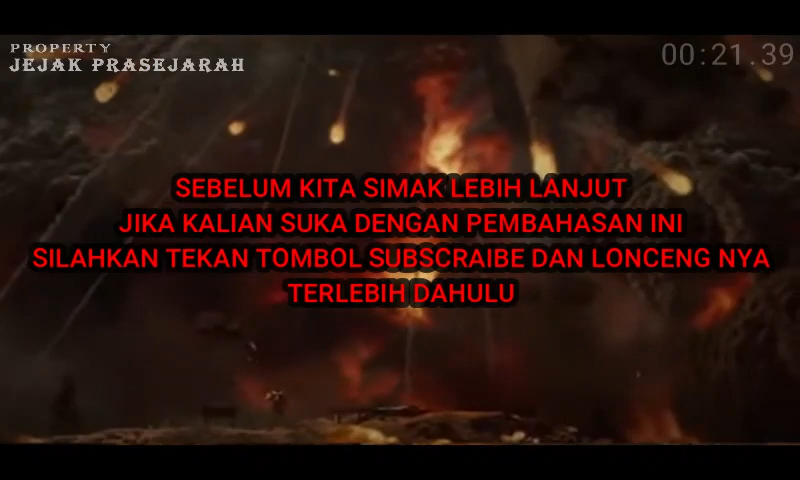 PROPERTY
JEJAK PRASEJARAH
00:21.39
SEBELUM KITA SIMAK LEBIH LANJUT
JIKA KALIAN SUKA DENGAN PEMBAHASAN INI
SILAHKAN TEKAN TOMBOL SUBSCRAIBE DAN LONCENG NYA
TERLEBIH DAHULU